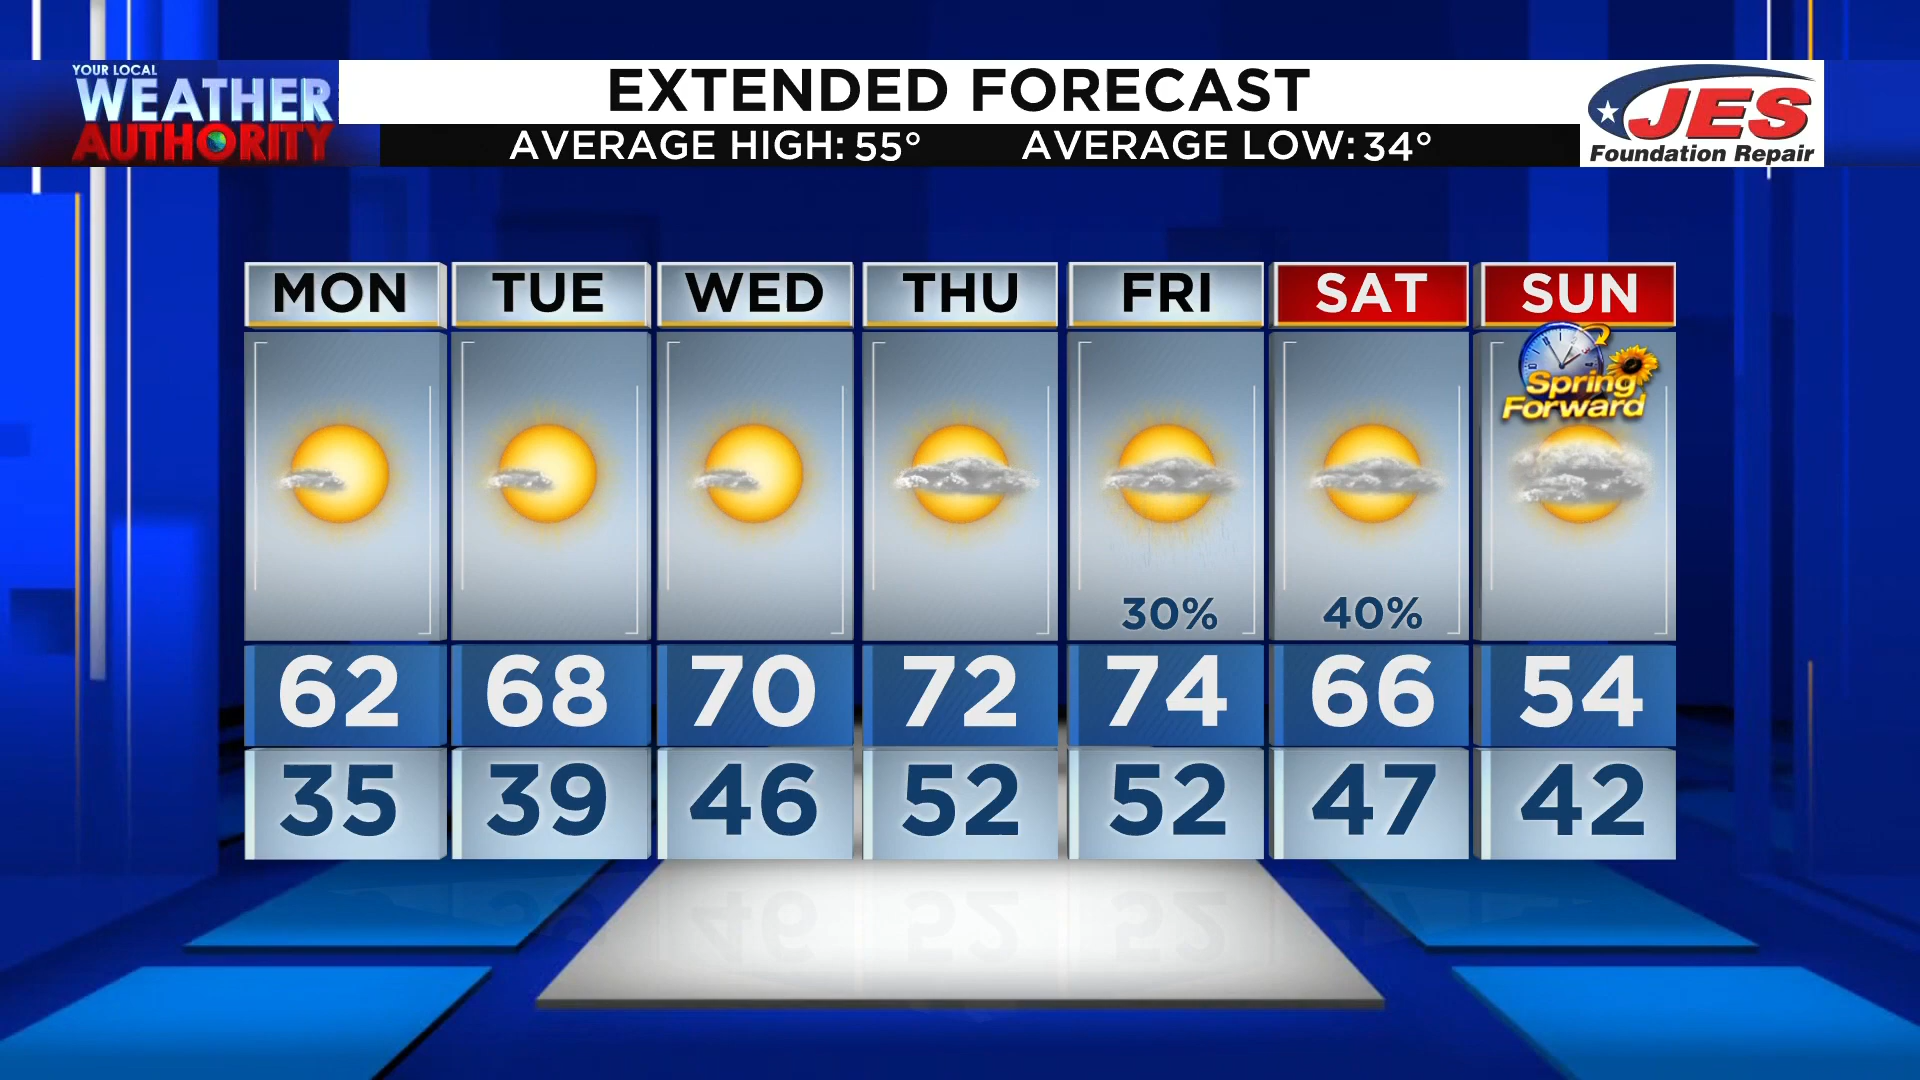 YOUR LOCAL
WEATHER
AUTHORITY
EXTENDED FORECAST
AVERAGE HIGH: 55° AVERAGE LOW: 34°
JES
Foundation Repair
MON TUE WED THU FRI SAT SUN
Spring
Forward
30% 40%
62 68 70 72 74 66 54
35 39 46 52 52 47 42